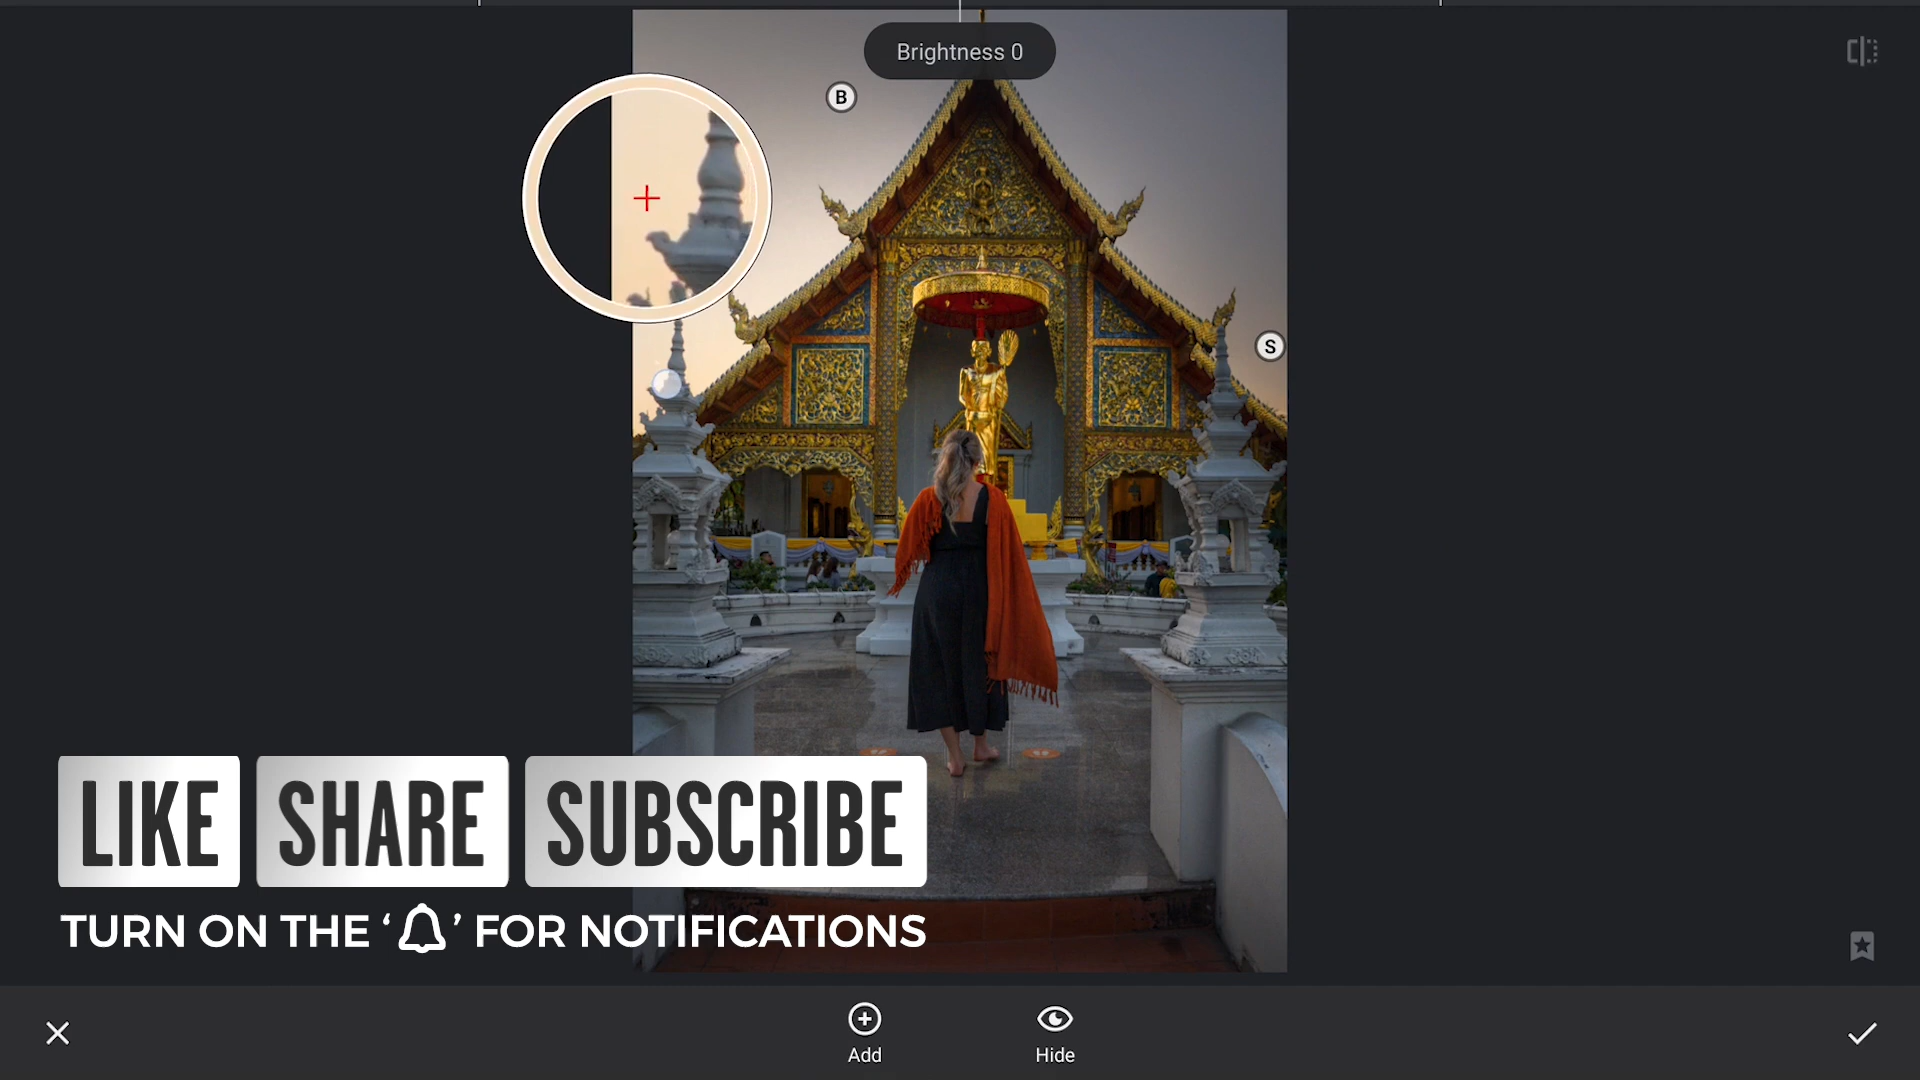 Brightness 0
B
S
LIKE SHARE SUBSCRIBE
TURN ON THE ‘🔔’ FOR NOTIFICATIONS
Add Hide